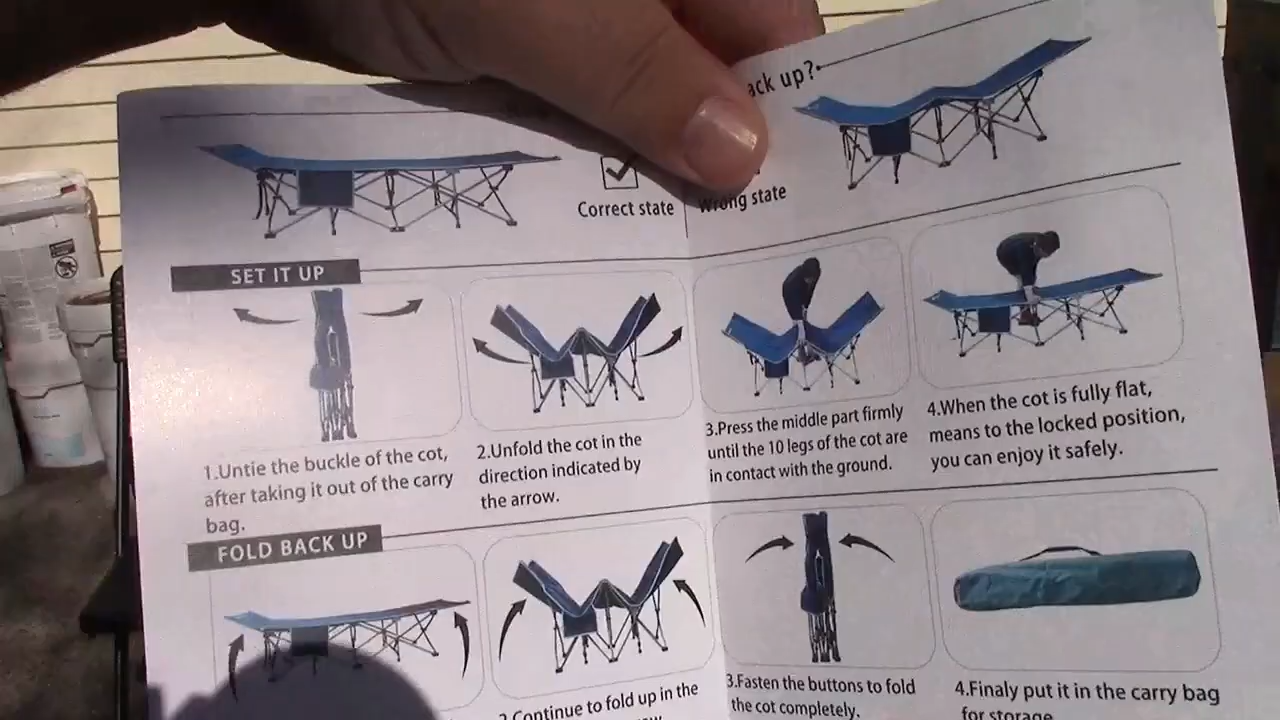 ack up?
Correct state
Wrong state
SET IT UP
1.Untie the buckle of the cot,
after taking it out of the carry
bag.
2.Unfold the cot in the
direction indicated by
the arrow.
3.Press the middle part firmly
until the 10 legs of the cot are
in contact with the ground.
4.When the cot is fully flat,
means to the locked position,
you can enjoy it safely.
FOLD BACK UP
2.Continue to fold up in the
3.Fasten the buttons to fold
the cot completely.
4.Finaly put it in the carry bag
for storage.